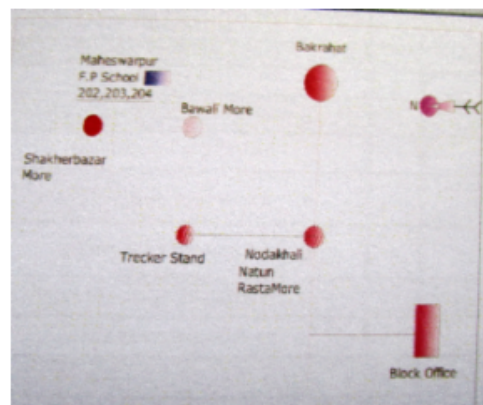 Bakrahat
Maheswarpur
F.P School
202,203,204
N
Bawali More
Shakherbazar
More
Trecker Stand
Nodakhali
Natun
RastaMore
Block Office